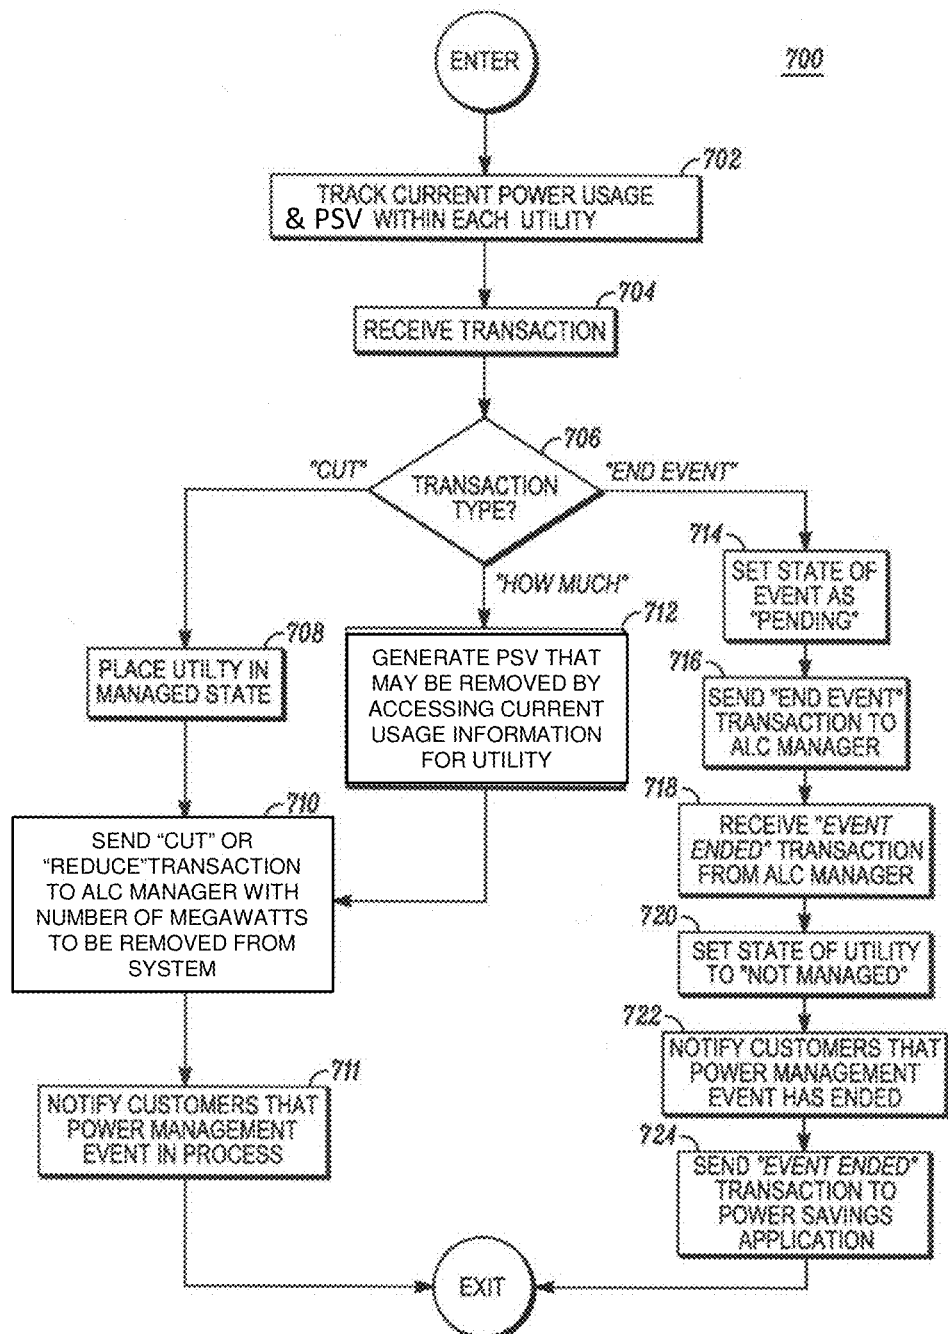 ENTER
700
702
TRACK CURRENT POWER USAGE
& PSV WITHIN EACH UTILITY
704
RECEIVE TRANSACTION
706
"CUT"
TRANSACTION
TYPE?
"END EVENT"
"HOW MUCH"
708
PLACE UTILTY IN
MANAGED STATE
712
GENERATE PSV THAT
MAY BE REMOVED BY
ACCESSING CURRENT
USAGE INFORMATION
FOR UTILITY
710
SEND “CUT” OR
“REDUCE”TRANSACTION
TO ALC MANAGER WITH
NUMBER OF MEGAWATTS
TO BE REMOVED FROM
SYSTEM
711
NOTIFY CUSTOMERS THAT
POWER MANAGEMENT
EVENT IN PROCESS
714
SET STATE OF
EVENT AS
"PENDING"
716
SEND "END EVENT"
TRANSACTION TO
ALC MANAGER
718
RECEIVE "EVENT
ENDED" TRANSACTION
FROM ALC MANAGER
720
SET STATE OF UTILITY
TO "NOT MANAGED"
722
NOTIFY CUSTOMERS THAT
POWER MANAGEMENT
EVENT HAS ENDED
724
SEND "EVENT ENDED"
TRANSACTION TO
POWER SAVINGS
APPLICATION
EXIT